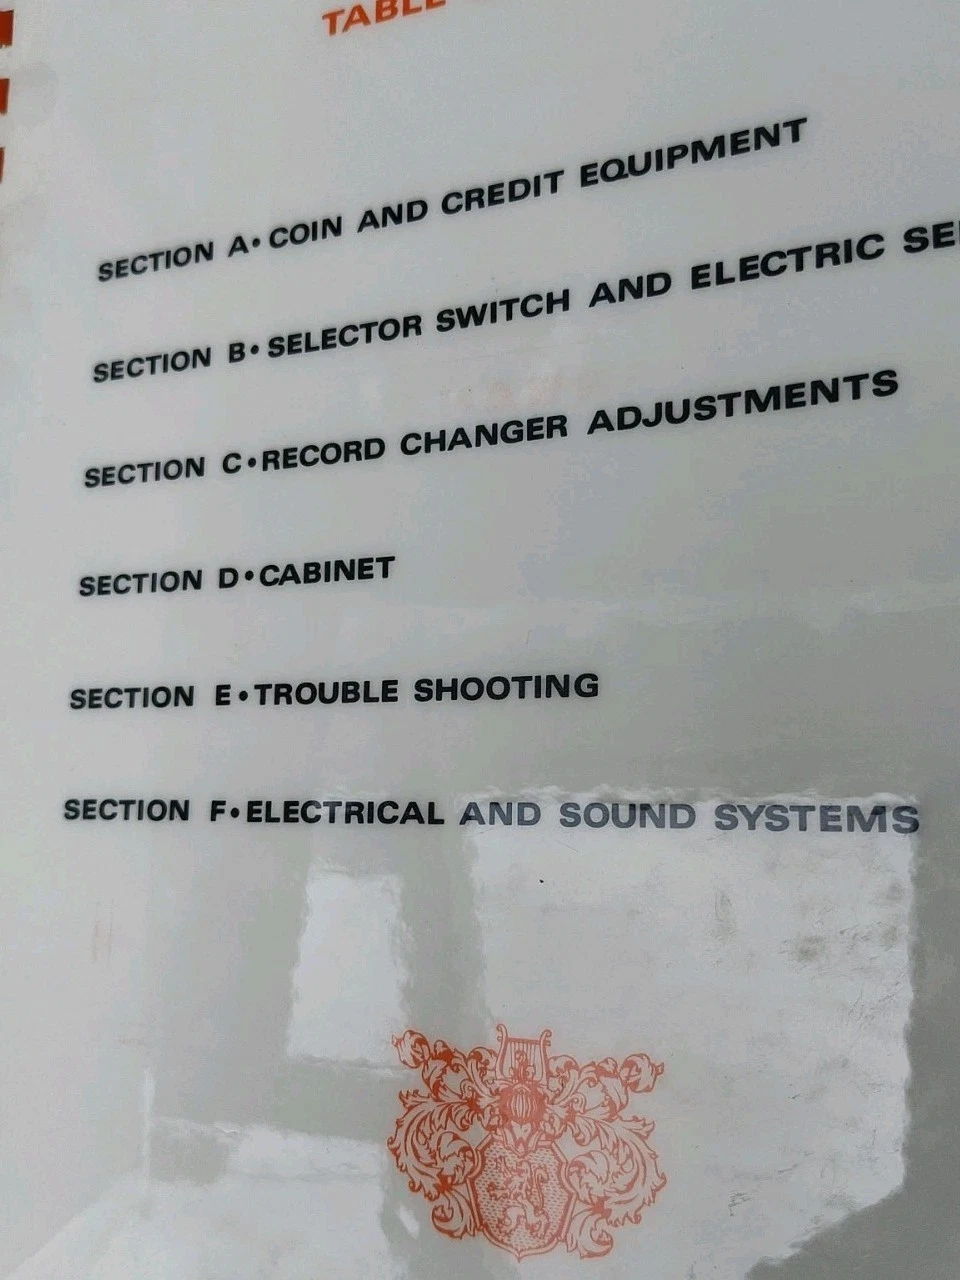 TABLE
SECTION A • COIN AND CREDIT EQUIPMENT
SECTION B • SELECTOR SWITCH AND ELECTRIC
SECTION C • RECORD CHANGER ADJUSTMENTS
SECTION D • CABINET
SECTION E • TROUBLE SHOOTING
SECTION F • ELECTRICAL AND SOUND SYSTEMS